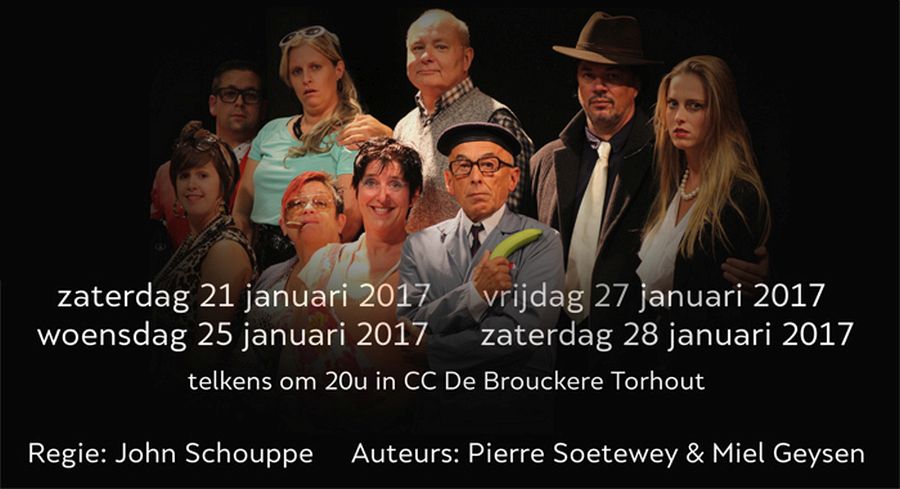 zaterdag 21 januari 2017 vrijdag 27 januari 2017
woensdag 25 januari 2017 zaterdag 28 januari 2017
telkens om 20u in CC De Brouckere Torhout
Regie: John Schouppe Auteurs: Pierre Soetewey & Miel Geysen